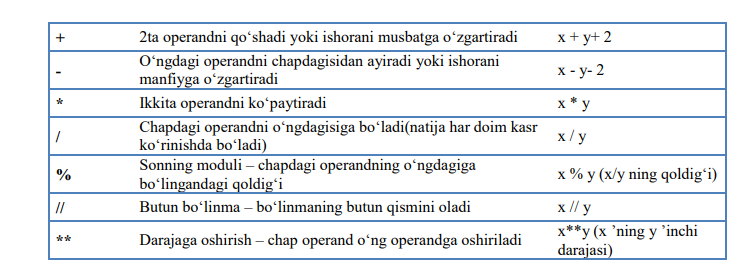 + 2ta operandni qo‘shadi yoki ishorani musbatga o‘zgartiradi x + y+ 2
- O‘ngdagi operandni chapdagisidan ayiradi yoki ishorani manfiyga o‘zgartiradi x - y- 2
* Ikkita operandni ko‘paytiradi x * y
/ Chapdagi operandni o‘ngdagisiga bo‘ladi(natija har doim kasr ko‘rinishda bo‘ladi) x / y
% Sonning moduli – chapdagi operandning o‘ngdagiga bo‘lingandagi qoldig‘i x % y (x/y ning qoldig‘i)
// Butun bo‘linma – bo‘linmaning butun qismini oladi x // y
** Darajaga oshirish – chap operand o‘ng operandga oshiriladi x**y (x ’ning y ’inchi darajasi)